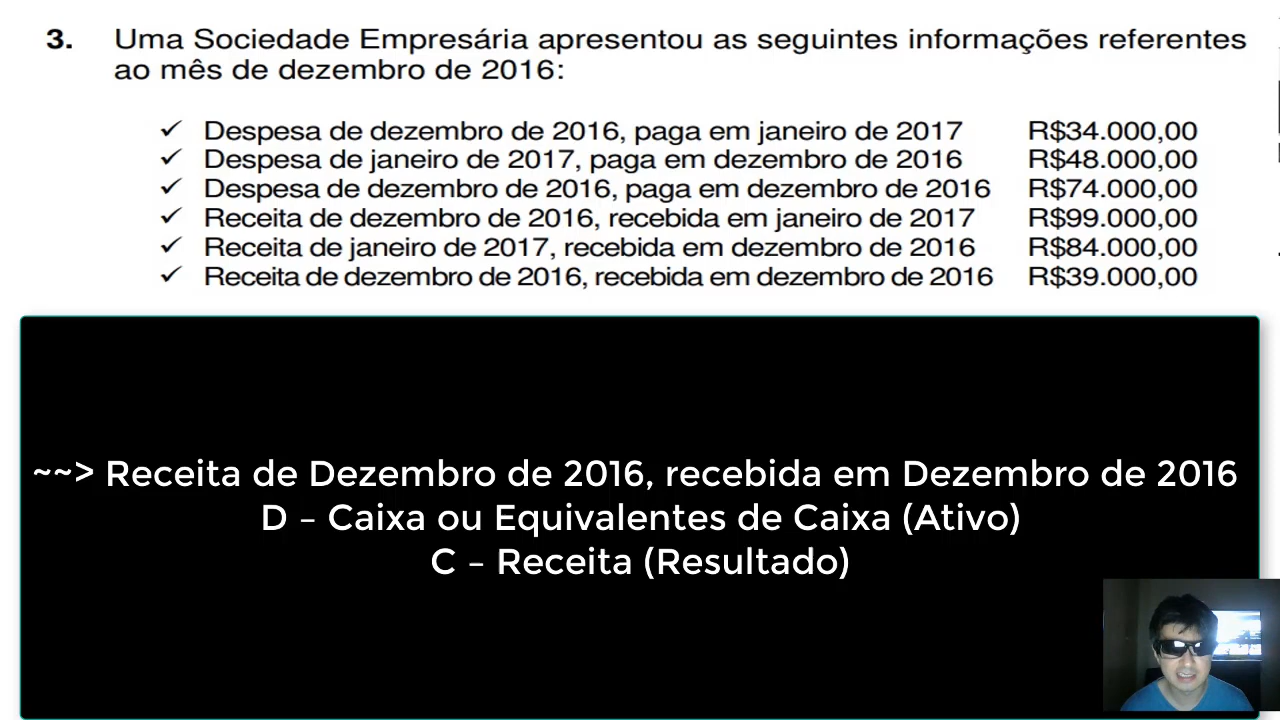 3. Uma Sociedade Empresária apresentou as seguintes informações referentes
ao mês de dezembro de 2016:
✓ Despesa de dezembro de 2016, paga em janeiro de 2017 R$34.000,00
✓ Despesa de janeiro de 2017, paga em dezembro de 2016 R$48.000,00
✓ Despesa de dezembro de 2016, paga em dezembro de 2016 R$74.000,00
✓ Receita de dezembro de 2016, recebida em janeiro de 2017 R$99.000,00
✓ Receita de janeiro de 2017, recebida em dezembro de 2016 R$84.000,00
✓ Receita de dezembro de 2016, recebida em dezembro de 2016 R$39.000,00
~~> Receita de Dezembro de 2016, recebida em Dezembro de 2016
D – Caixa ou Equivalentes de Caixa (Ativo)
C – Receita (Resultado)